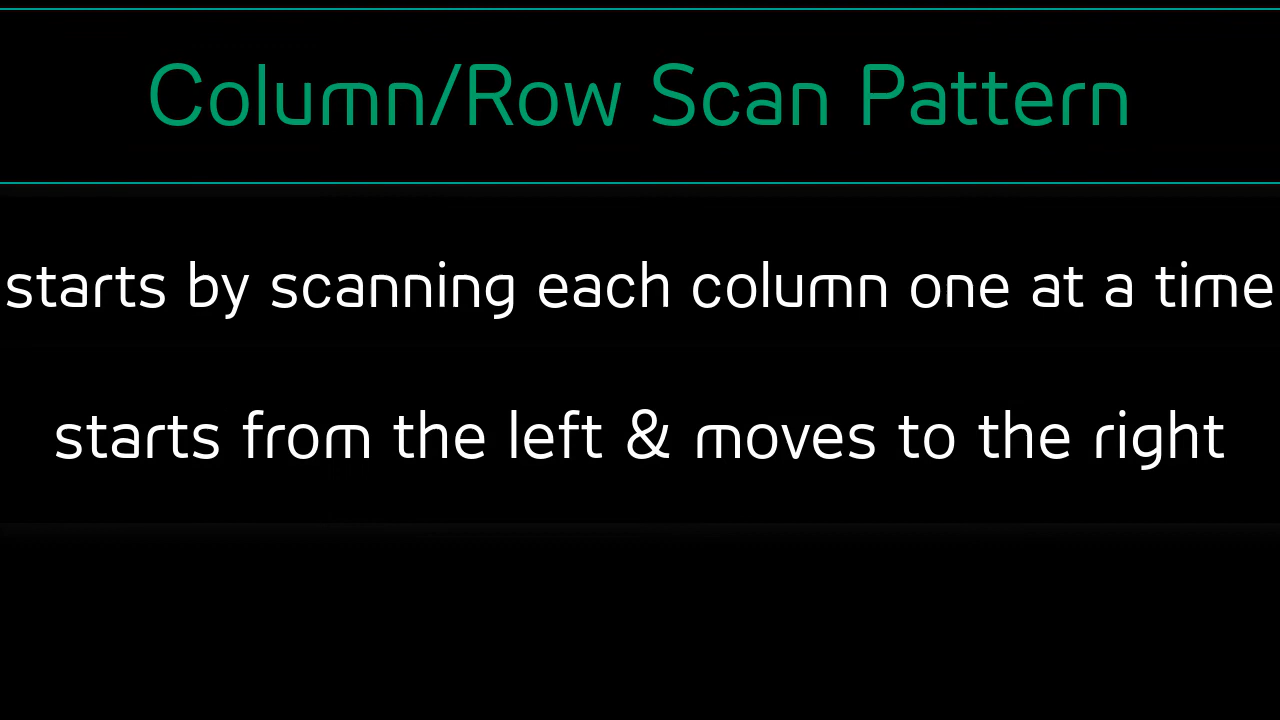 Column/Row Scan Pattern
starts by scanning each column one at a time
starts from the left & moves to the right